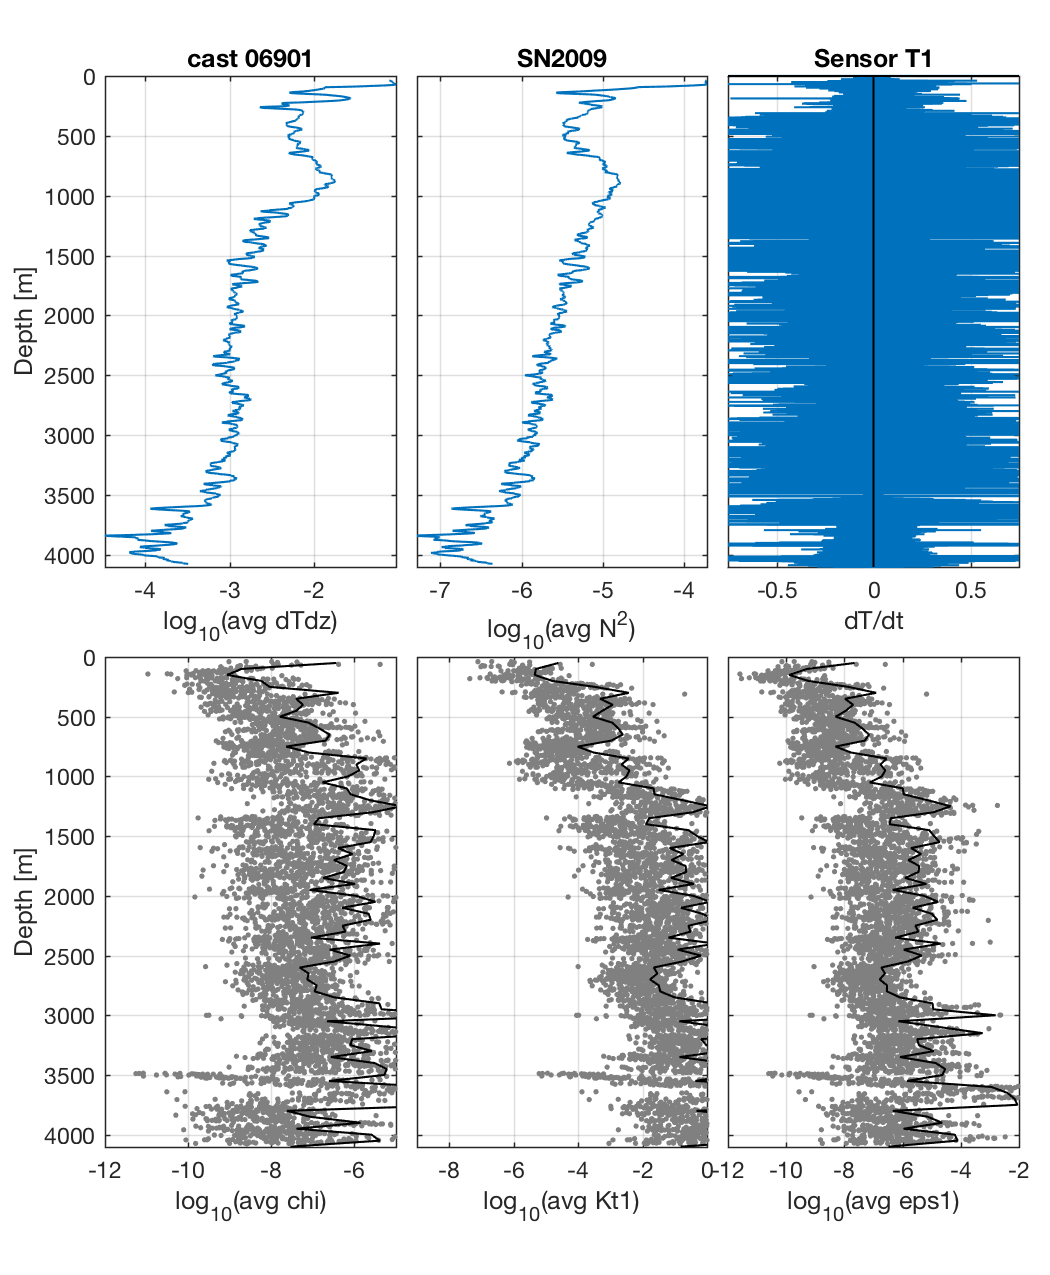 cast 06901
SN2009
Sensor T1
0
500
1000
1500
2000
2500
3000
3500
4000
Depth [m]
-4 -3 -2
-7 -6 -5 -4
-0.5 0 0.5
log10(avg dTdz)
log10(avg N2)
dT/dt
0
500
1000
1500
2000
2500
3000
3500
4000
Depth [m]
-12 -10 -8 -6
-8 -6 -4 -2 0
-12 -10 -8 -6 -4 -2
log10(avg chi)
log10(avg Kt1)
log10(avg eps1)